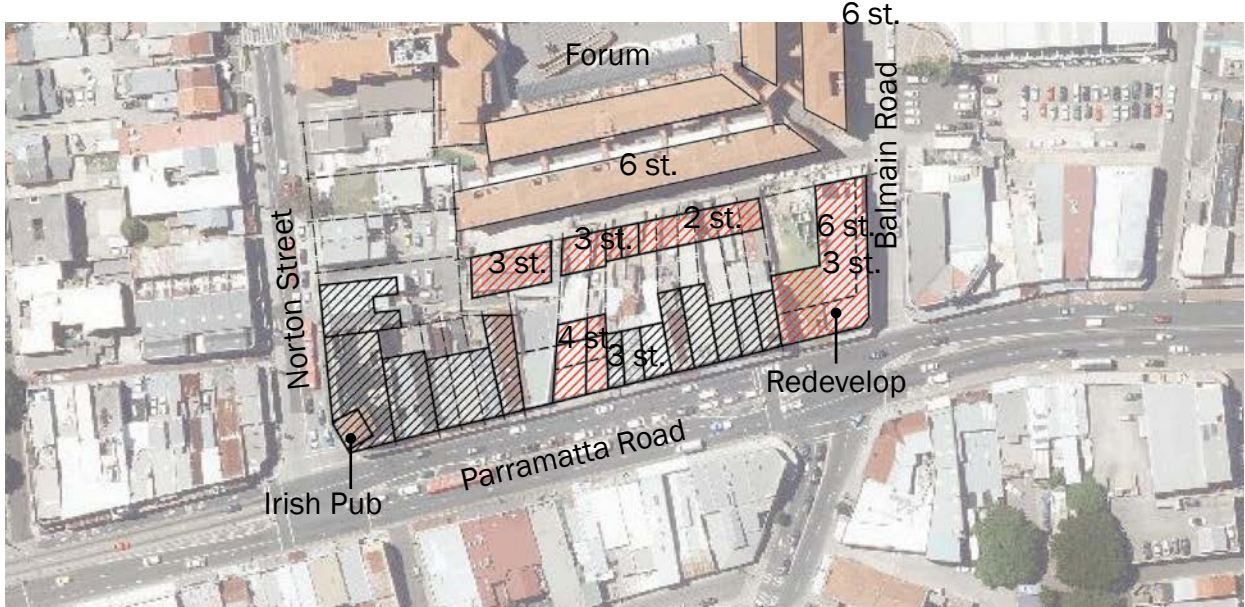 6 st.
Forum
Balmain Road
6 st.
Norton Street
2 st.
3 st.
6 st.
3 st.
3 st.
4 st.
3 st.
Redevelop
Parramatta Road
Irish Pub